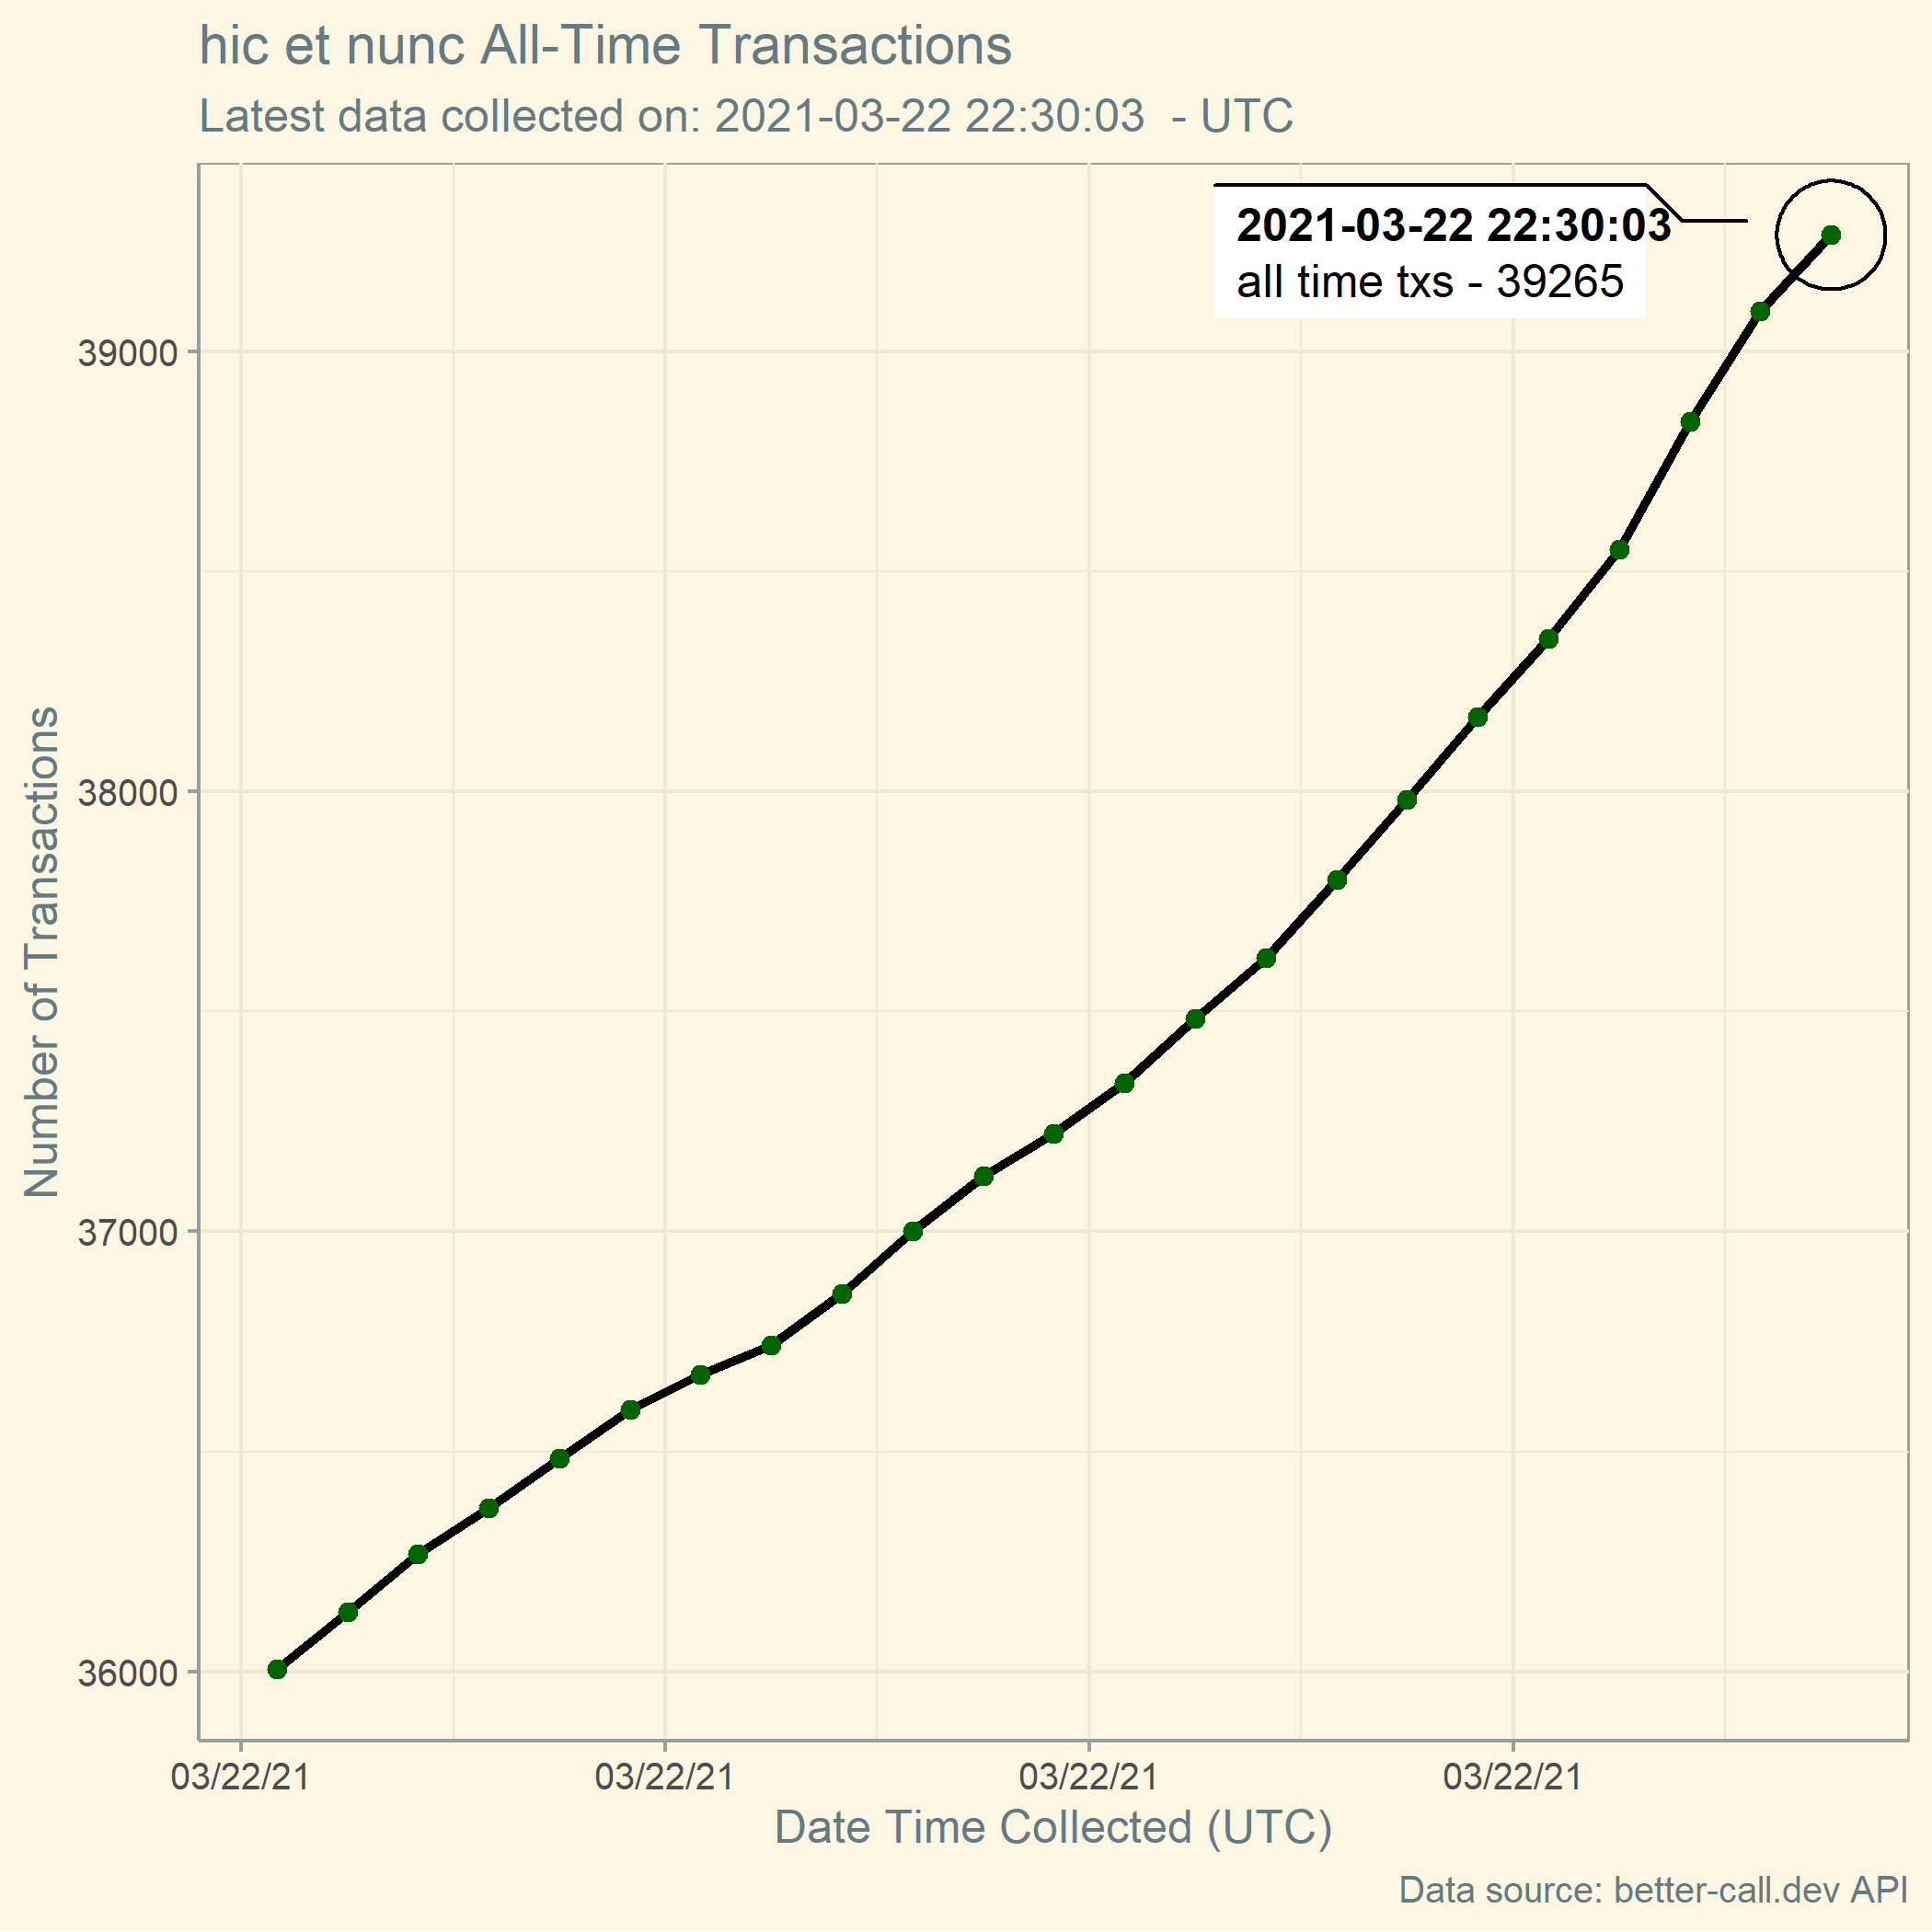 hic et nunc All-Time Transactions
Latest data collected on: 2021-03-22 22:30:03  - UTC
2021-03-22 22:30:03
all time txs - 39265
39000
38000
37000
36000
Number of Transactions
03/22/21 03/22/21 03/22/21 03/22/21
Date Time Collected (UTC)
Data source: better-call.dev API